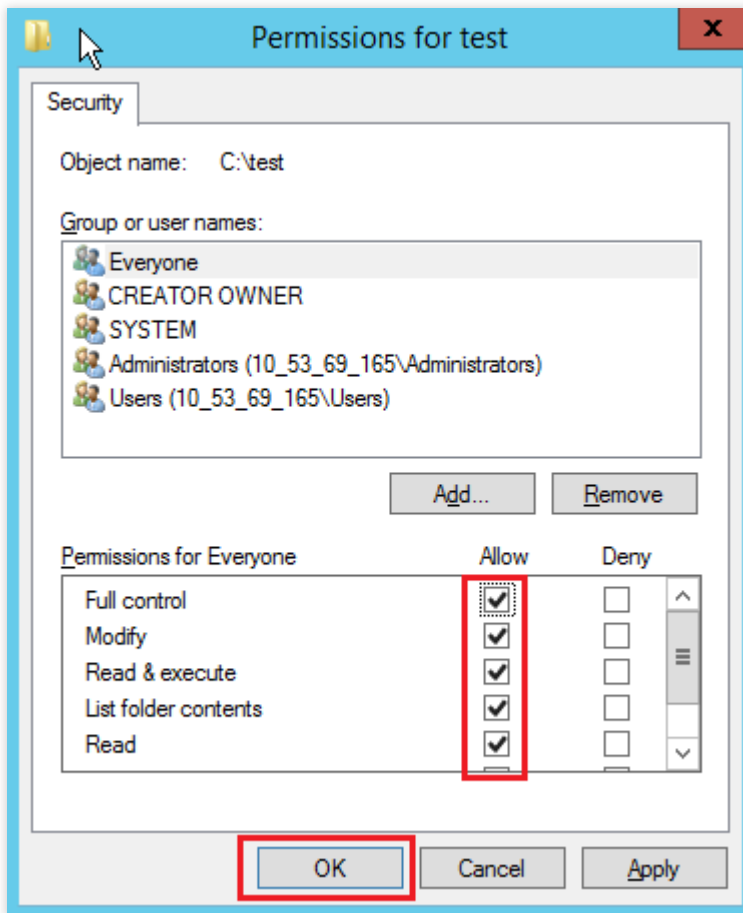 Permissions for test
x
Security
Object name: C:\test
Group or user names:
Everyone
CREATOR OWNER
SYSTEM
Administrators (10_53_69_165\Administrators)
Users (10_53_69_165\Users)
Add... Remove
Permissions for Everyone Allow Deny
Full control
Modify
Read & execute
List folder contents
Read
OK Cancel Apply